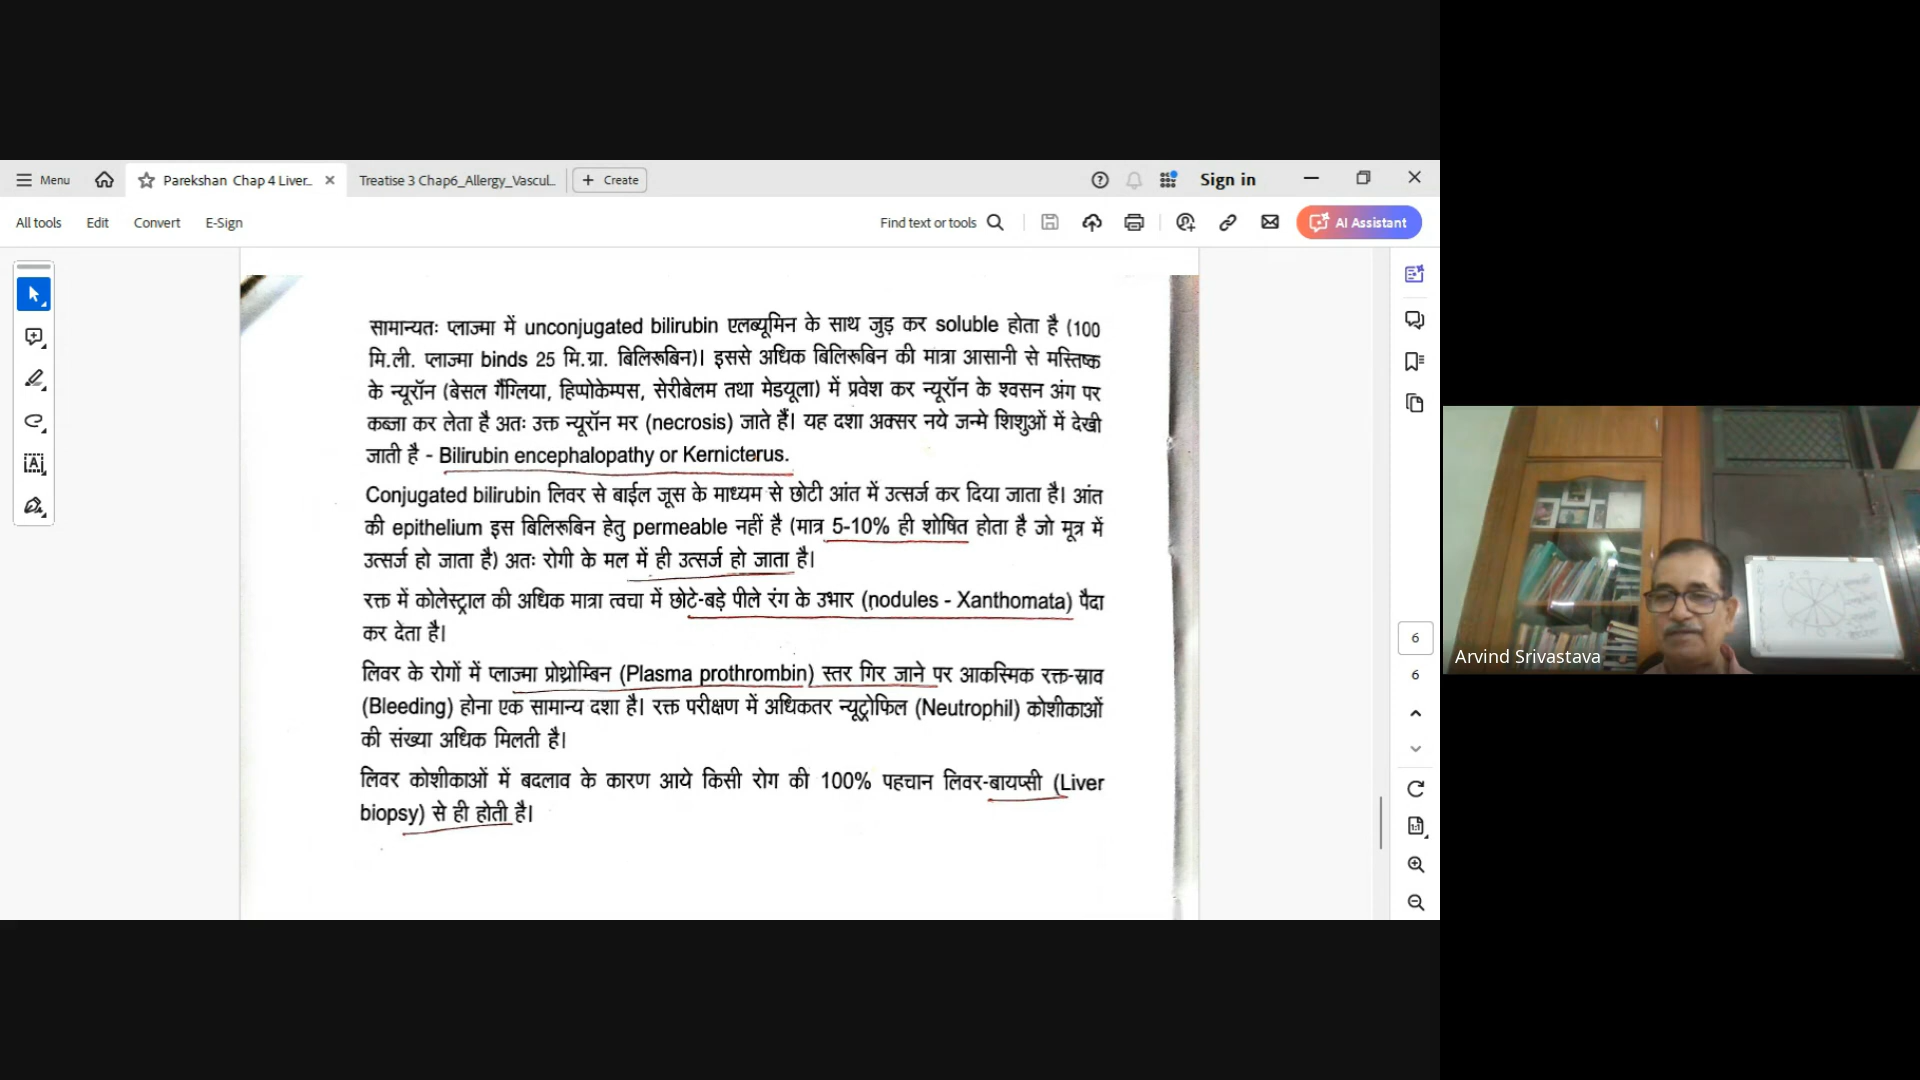 Menu
Parekshan Chap 4 Liver...
Treatise 3 Chap6_Allergy_Vascul...
+ Create
Sign in
All tools
Edit
Convert
E-Sign
Find text or tools
AI Assistant
सामान्यतः प्लाज्मा में unconjugated bilirubin एलब्यूमिन के साथ जुड़ कर soluble होता है (100
मि.ली. प्लाज्मा binds 25 मि.ग्रा. बिलिरूबिन)। इससे अधिक बिलिरूबिन की मात्रा आसानी से मस्तिष्क
के न्यूरॉन (बेसल गैंग्लिया, हिप्पोकेम्पस, सेरीबेलम तथा मेडयूला) में प्रवेश कर न्यूरॉन के श्वसन अंग पर
कब्जा कर लेता है अतः उक्त न्यूरॉन मर (necrosis) जाते हैं। यह दशा अक्सर नये जन्मे शिशुओं में देखी
जाती है - Bilirubin encephalopathy or Kernicterus.
Conjugated bilirubin लिवर से बाईल जूस के माध्यम से छोटी आंत में उत्सर्ज कर दिया जाता है। आंत
की epithelium इस बिलिरूबिन हेतु permeable नहीं है (मात्र 5-10% ही शोषित होता है जो मूत्र में
उत्सर्ज हो जाता है) अतः रोगी के मल में ही उत्सर्ज हो जाता है।
रक्त में कोलेस्ट्राल की अधिक मात्रा त्वचा में छोटे-बड़े पीले रंग के उभार (nodules - Xanthomata) पैदा
कर देता है।
लिवर के रोगों में प्लाज्मा प्रोथ्रोम्बिन (Plasma prothrombin) स्तर गिर जाने पर आकस्मिक रक्त-स्राव
(Bleeding) होना एक सामान्य दशा है। रक्त परीक्षण में अधिकतर न्यूट्रोफिल (Neutrophil) कोशीकाओं
की संख्या अधिक मिलती है।
लिवर कोशीकाओं में बदलाव के कारण आये किसी रोग की 100% पहचान लिवर-बायप्सी (Liver
biopsy) से ही होती है।
6
6
Arvind Srivastava